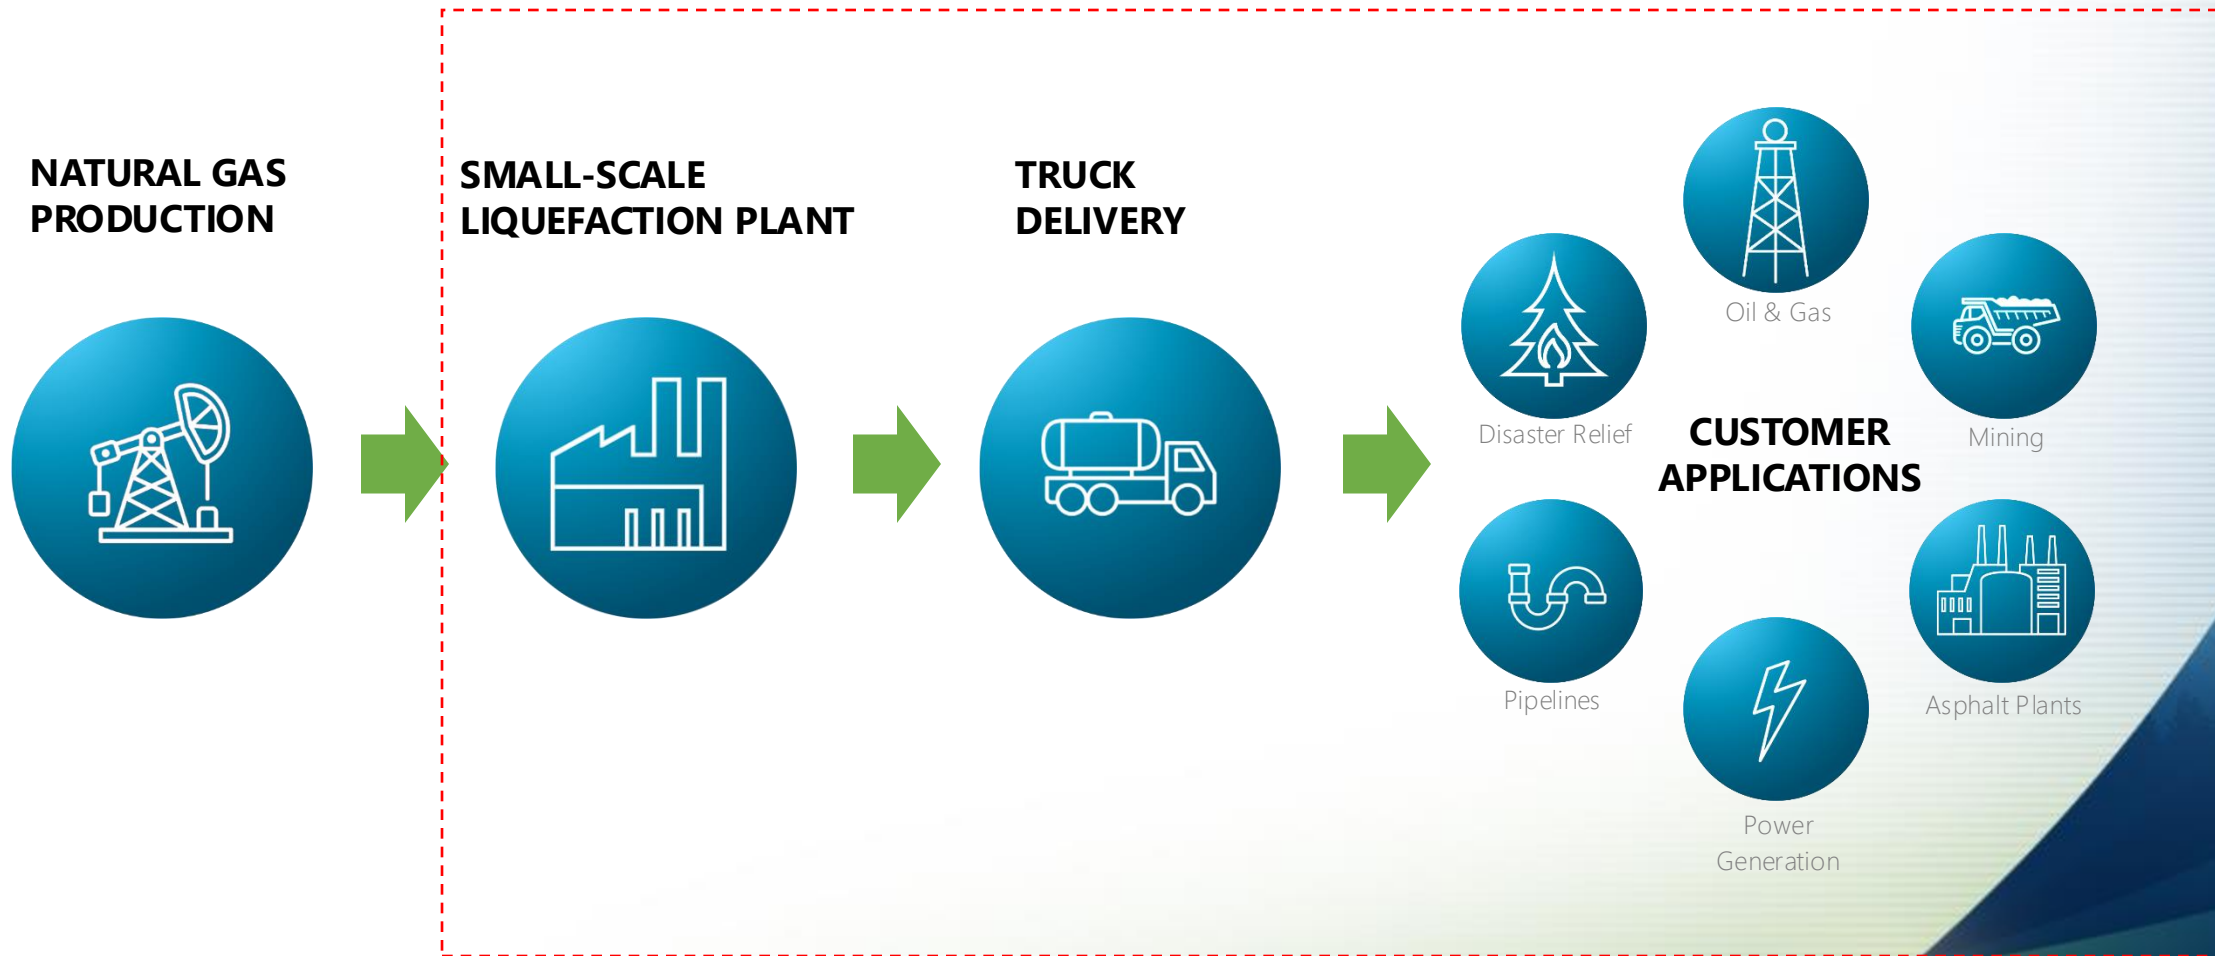 NATURAL GAS
PRODUCTION
SMALL-SCALE
LIQUEFACTION PLANT
TRUCK
DELIVERY
Oil & Gas
Disaster Relief
Mining
CUSTOMER
APPLICATIONS
Pipelines
Asphalt Plants
Power
Generation